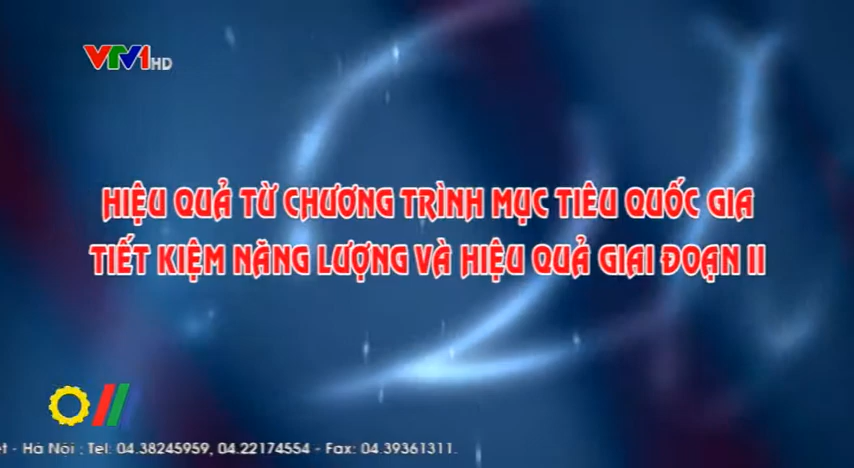 VTV1 HD
HIỆU QUẢ TỪ CHƯƠNG TRÌNH MỤC TIÊU QUỐC GIA
TIẾT KIỆM NĂNG LƯỢNG VÀ HIỆU QUẢ GIAI ĐOẠN II
- Hà Nội ; Tel: 04.38245959, 04.22174554 - Fax: 04.39361311.